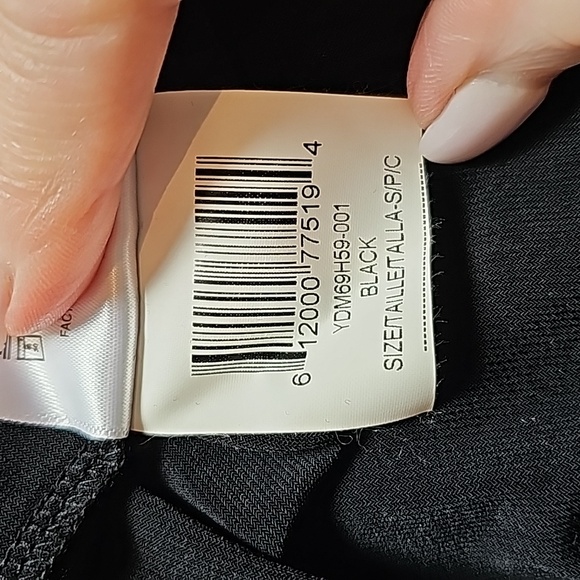 6 12000 77519 4
YDM69H59-001
BLACK
SIZE/TAILLE/TALLA-S/P/C